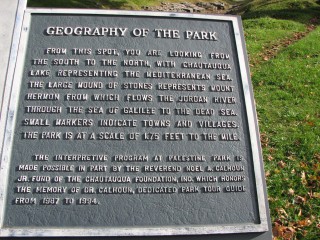 GEOGRAPHY OF THE PARK
FROM THIS SPOT, YOU ARE LOOKING FROM
THE SOUTH TO THE NORTH, WITH CHAUTAUQUA
LAKE REPRESENTING THE MEDITERRANEAN SEA.
THE LARGE MOUND OF STONES REPRESENTS MOUNT
HERMON FROM WHICH FLOWS THE JORDAN RIVER
THROUGH THE SEA OF GALILEE TO THE DEAD SEA.
SMALL MARKERS INDICATE TOWNS AND VILLAGES.
THE PARK IS AT A SCALE OF 1.75 FEET TO THE MILE.
THE INTERPRETIVE PROGRAM AT PALESTINE PARK IS
MADE POSSIBLE IN PART BY THE REVEREND NOEL A. CALHOUN
JR. FUND OF THE CHAUTAUQUA FOUNDATION, INC. WHICH HONORS
THE MEMORY OF DR. CALHOUN, DEDICATED PARK TOUR GUIDE
FROM 1987 TO 1994.